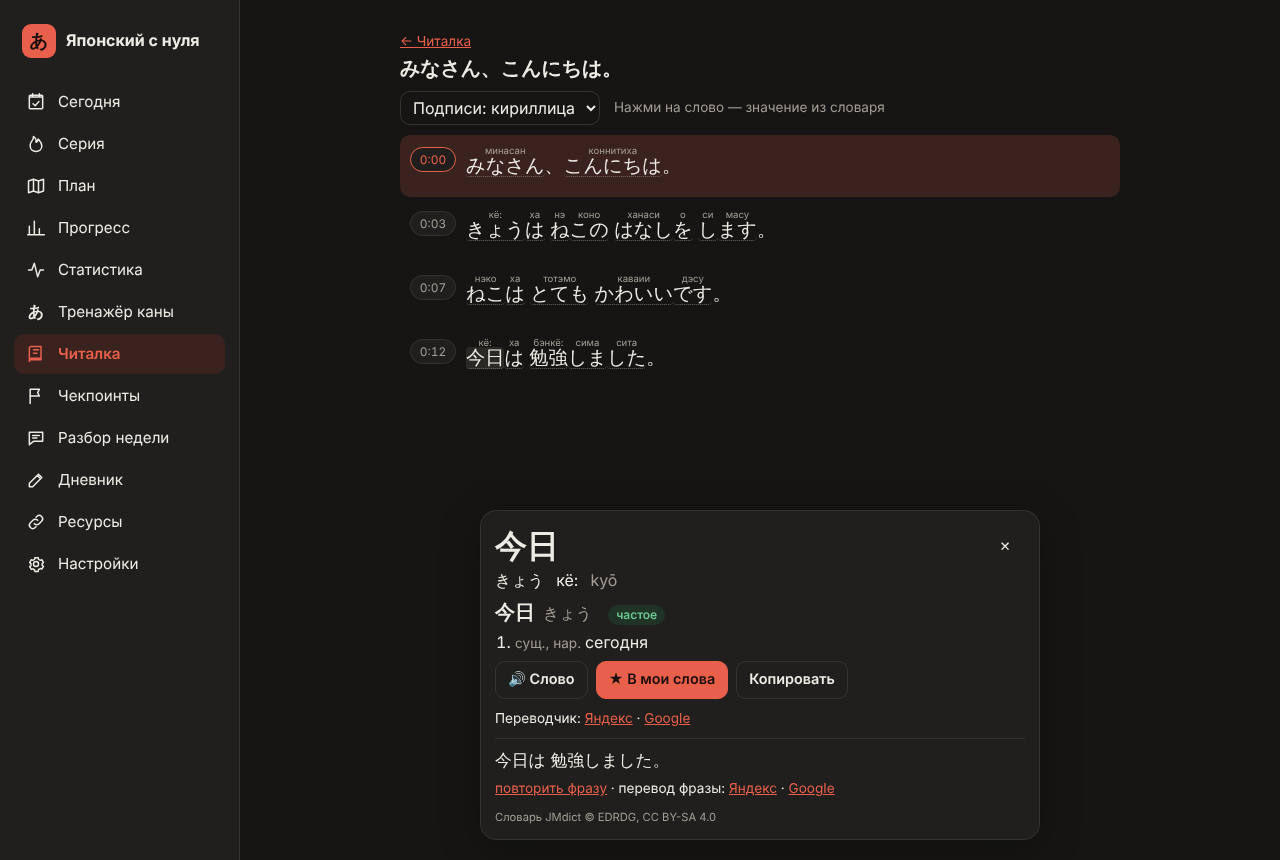 あ Японский с нуля
Сегодня
Серия
План
Прогресс
Статистика
あ Тренажёр каны
Читалка
Чекпоинты
Разбор недели
Дневник
Ресурсы
Настройки
← Читалка
みなさん、こんにちは。
Подписи: кириллица Нажми на слово — значение из словаря
минасан коннитиха
0:00 みなさん、こんにちは。
кё: ха нэ коно ханаси о си масу
0:03 きょうは ねこの はなしを します。
нэко ха тотэмо каваии дэсу
0:07 ねこは とても かわいいです。
кё: ха бэнкё: сима сита
0:12 今日は 勉強しました。
今日 ✕
きょう кё: kyō
今日 きょう частое
1. сущ., нар. сегодня
🔊 Слово ★ В мои слова Копировать
Переводчик: Яндекс · Google
今日は 勉強しました。
повторить фразу · перевод фразы: Яндекс · Google
Словарь JMdict © EDRDG, CC BY-SA 4.0